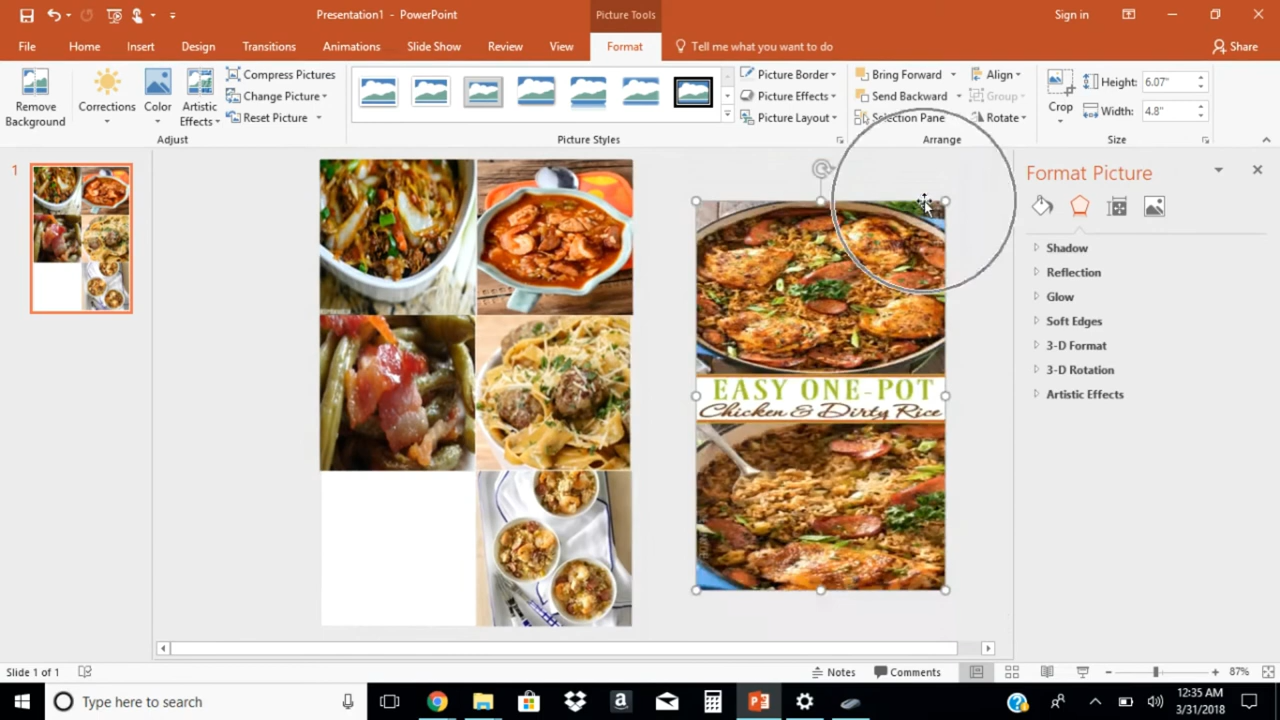 Presentation1 - PowerPoint
Picture Tools
Sign in
File
Home
Insert
Design
Transitions
Animations
Slide Show
Review
View
Format
Tell me what you want to do
Share
Remove Background
Corrections
Color
Artistic Effects
Compress Pictures
Change Picture
Reset Picture
Adjust
Picture Styles
Picture Border
Picture Effects
Picture Layout
Bring Forward
Send Backward
Selection Pane
Align
Group
Rotate
Arrange
Crop
Height: 6.07"
Width: 4.8"
Size
1
EASY ONE-POT
Chicken & Dirty Rice
Format Picture
Shadow
Reflection
Glow
Soft Edges
3-D Format
3-D Rotation
Artistic Effects
Slide 1 of 1
Notes
Comments
87%
Type here to search
12:35 AM
3/31/2018